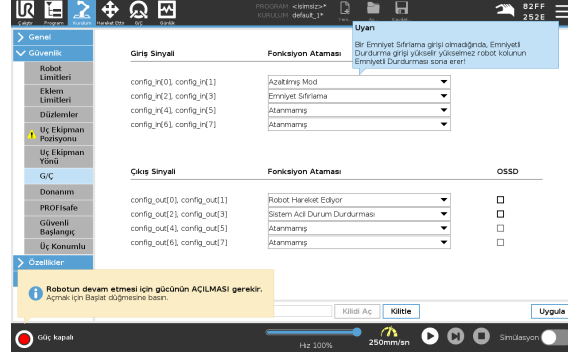 PROGRAM <isimsiz>*
KURULUM default_1*
Çalıştır Program Kurulum Hareket Ettir G/Ç Günlük
Yeni... Aç... Kaydet...
82FF
252E
Uyarı
Bir Emniyet Sıfırlama girişi olmadığında, Emniyetli
Durdurma girişi yükselir yükselmez robot kolunun
Emniyetli Durdurması sona erer!
Genel
Güvenlik
Robot
Limitleri
Eklem
Limitleri
Düzlemler
Uç Ekipman
Pozisyonu
Uç Ekipman
Yönü
G/Ç
Donanım
PROFIsafe
Güvenli
Başlangıç
Üç Konumlu
Özellikler
Giriş Sinyali Fonksiyon Ataması
config_in[0], config_in[1] Azaltılmış Mod
config_in[2], config_in[3] Emniyet Sıfırlama
config_in[4], config_in[5] Atanmamış
config_in[6], config_in[7] Atanmamış
Çıkış Sinyali Fonksiyon Ataması OSSD
config_out[0], config_out[1] Robot Hareket Ediyor
config_out[2], config_out[3] Sistem Acil Durum Durdurması
config_out[4], config_out[5] Atanmamış
config_out[6], config_out[7] Atanmamış
Robotun devam etmesi için gücünün AÇILMASI gerekir.
Açmak için Başlat düğmesine basın.
Kilidi Aç Kilitle Uygula
Güç kapalı
Hız 100%
250mm/sn
Simülasyon